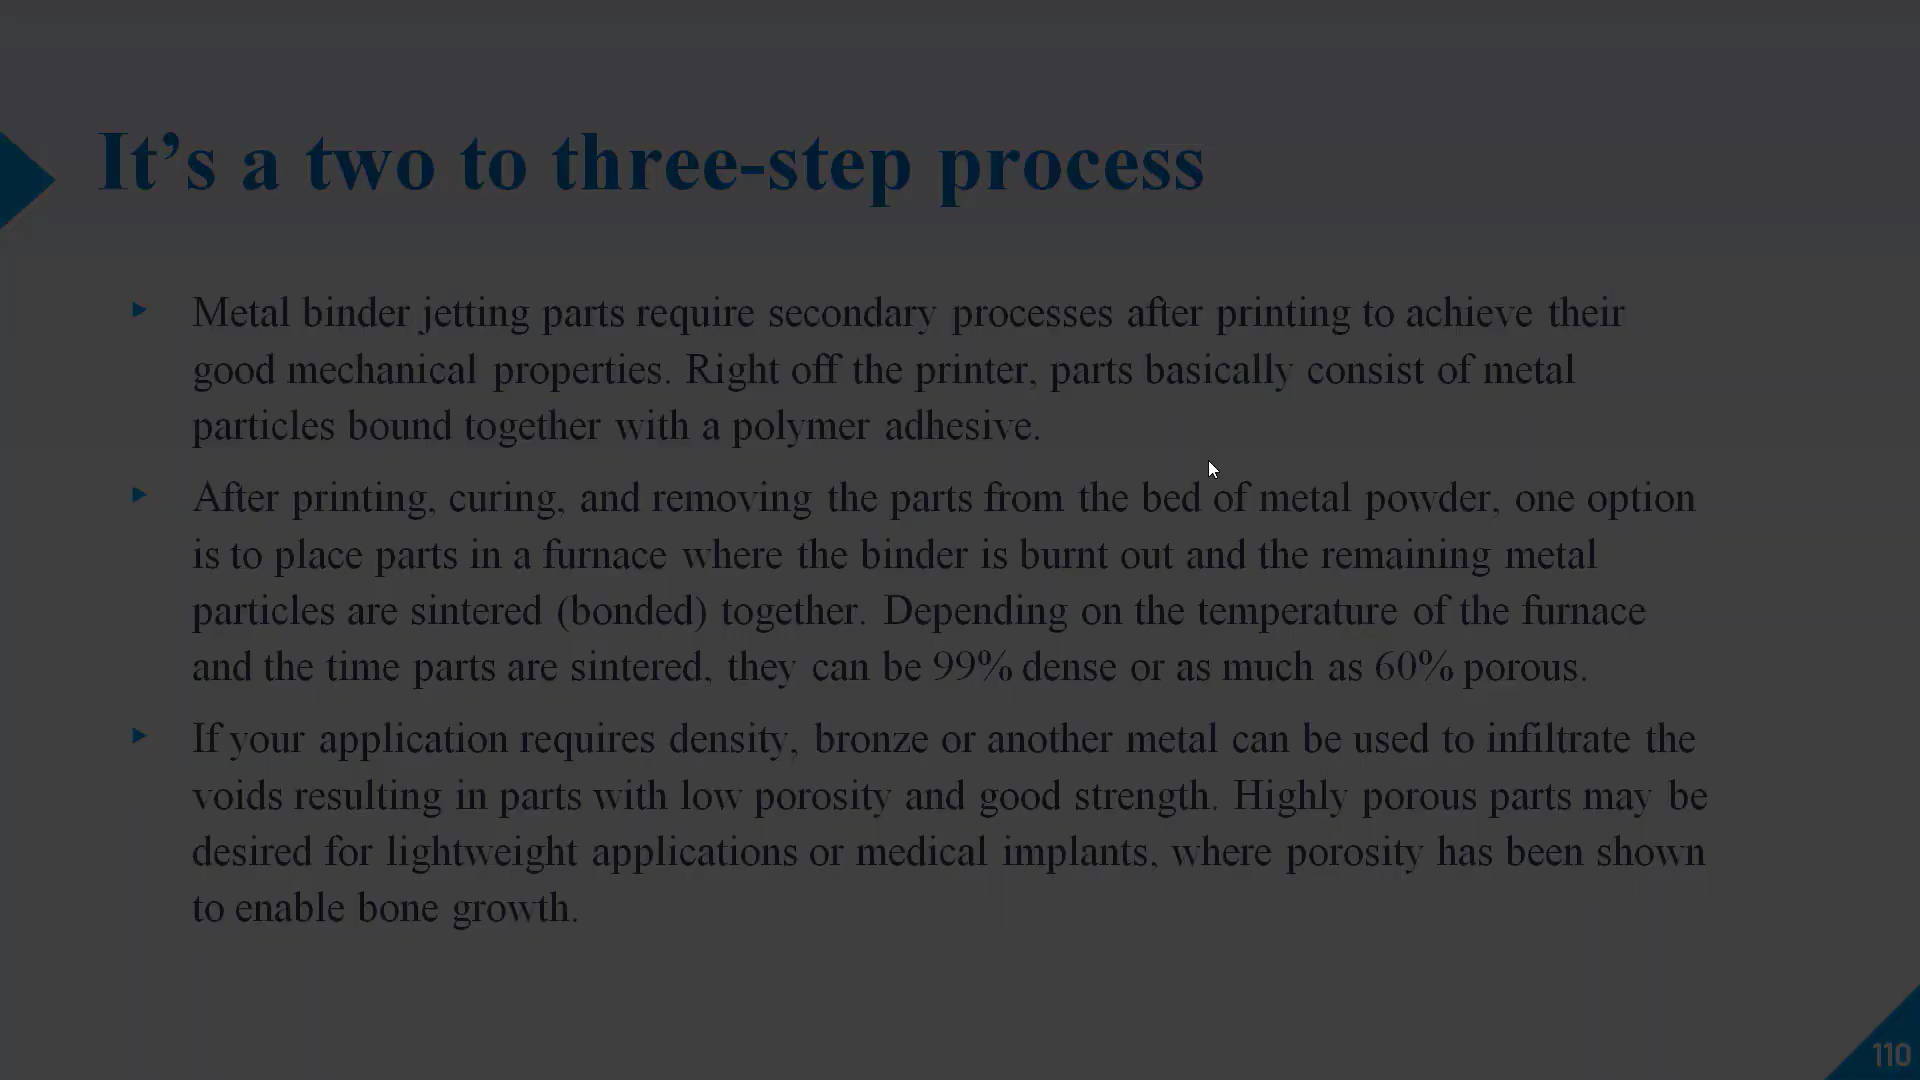 It’s a two to three-step process
Metal binder jetting parts require secondary processes after printing to achieve their
good mechanical properties. Right off the printer, parts basically consist of metal
particles bound together with a polymer adhesive.
After printing, curing, and removing the parts from the bed of metal powder, one option
is to place parts in a furnace where the binder is burnt out and the remaining metal
particles are sintered (bonded) together. Depending on the temperature of the furnace
and the time parts are sintered, they can be 99% dense or as much as 60% porous.
If your application requires density, bronze or another metal can be used to infiltrate the
voids resulting in parts with low porosity and good strength. Highly porous parts may be
desired for lightweight applications or medical implants, where porosity has been shown
to enable bone growth.
110